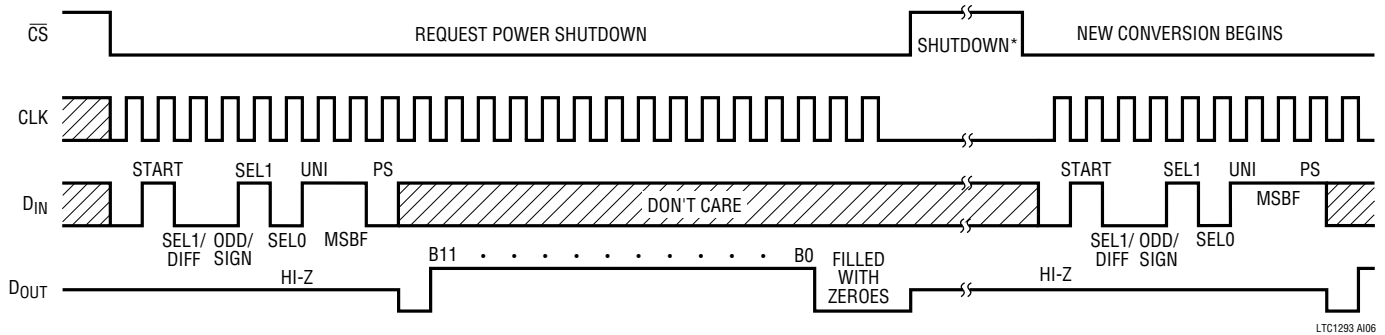 CS
REQUEST POWER SHUTDOWN
SHUTDOWN*
NEW CONVERSION BEGINS
CLK
START
SEL1
UNI
PS
START
SEL1
UNI
PS
DIN
DON'T CARE
MSBF
SEL1/
DIFF
ODD/
SIGN
SEL0
MSBF
SEL1/
DIFF
ODD/
SIGN
SEL0
B11
B0
FILLED
WITH
ZEROES
DOUT
HI-Z
HI-Z
LTC1293 AI06